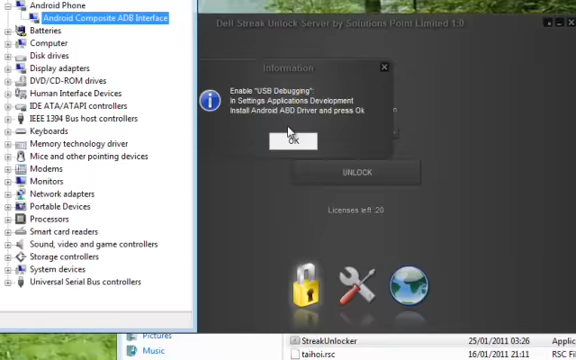 Android Phone
Android Composite ADB Interface
Batteries
Computer
Disk drives
Display adapters
DVD/CD-ROM drives
Human Interface Devices
IDE ATA/ATAPI controllers
IEEE 1394 Bus host controllers
Keyboards
Memory technology driver
Mice and other pointing devices
Modems
Monitors
Network adapters
Portable Devices
Processors
Smart card readers
Sound, video and game controllers
Storage controllers
System devices
Universal Serial Bus controllers
Dell Streak Unlock Server by Solutions Point Limited 1:0
Information
Enable "USB Debugging":
In Settings Applications Development
Install Android ABD Driver and press Ok
OK
UNLOCK
Licenses left :20
Pictures
Music
StreakUnlocker 25/01/2011 03:26 Applic
taihoi.rsc 16/01/2011 21:11 RSC